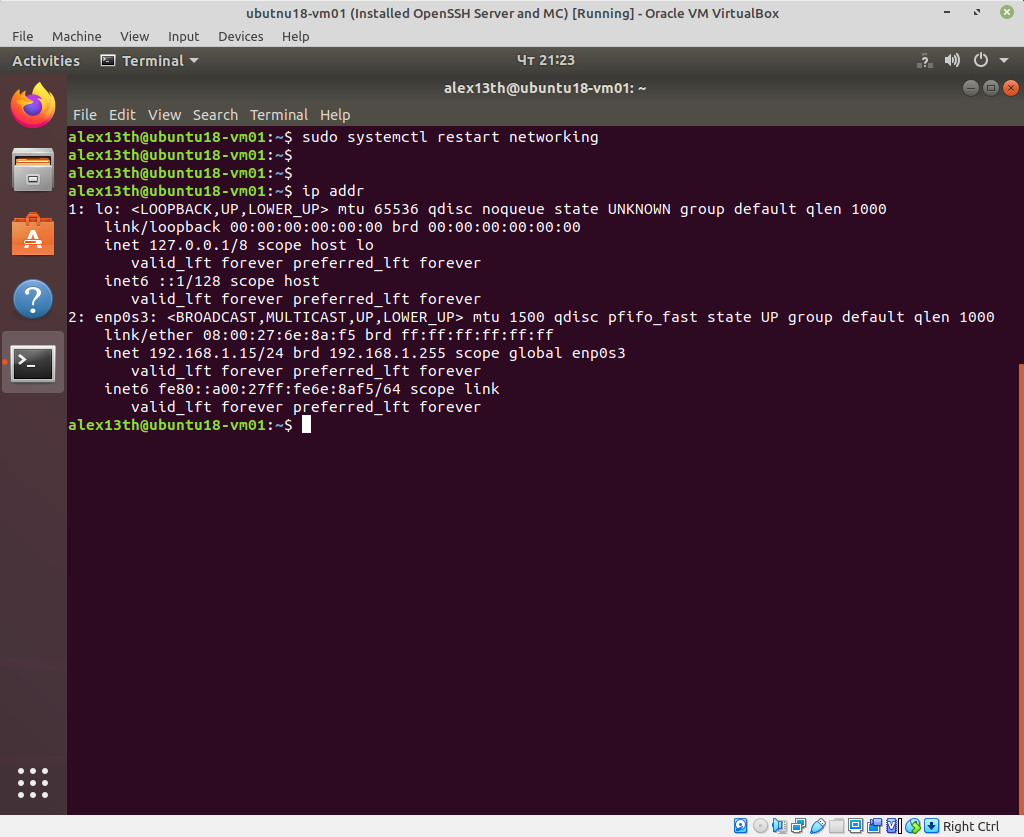 ubutnu18-vm01 (Installed OpenSSH Server and MC) [Running] - Oracle VM VirtualBox
File Machine View Input Devices Help
Activities Terminal Чт 21:23
alex13th@ubuntu18-vm01: ~
File Edit View Search Terminal Help
alex13th@ubuntu18-vm01:~$ sudo systemctl restart networking
alex13th@ubuntu18-vm01:~$
alex13th@ubuntu18-vm01:~$
alex13th@ubuntu18-vm01:~$ ip addr
1: lo: <LOOPBACK,UP,LOWER_UP> mtu 65536 qdisc noqueue state UNKNOWN group default qlen 1000
link/loopback 00:00:00:00:00:00 brd 00:00:00:00:00:00
inet 127.0.0.1/8 scope host lo
valid_lft forever preferred_lft forever
inet6 ::1/128 scope host
valid_lft forever preferred_lft forever
2: enp0s3: <BROADCAST,MULTICAST,UP,LOWER_UP> mtu 1500 qdisc pfifo_fast state UP group default qlen 1000
link/ether 08:00:27:6e:8a:f5 brd ff:ff:ff:ff:ff:ff
inet 192.168.1.15/24 brd 192.168.1.255 scope global enp0s3
valid_lft forever preferred_lft forever
inet6 fe80::a00:27ff:fe6e:8af5/64 scope link
valid_lft forever preferred_lft forever
alex13th@ubuntu18-vm01:~$
Right Ctrl